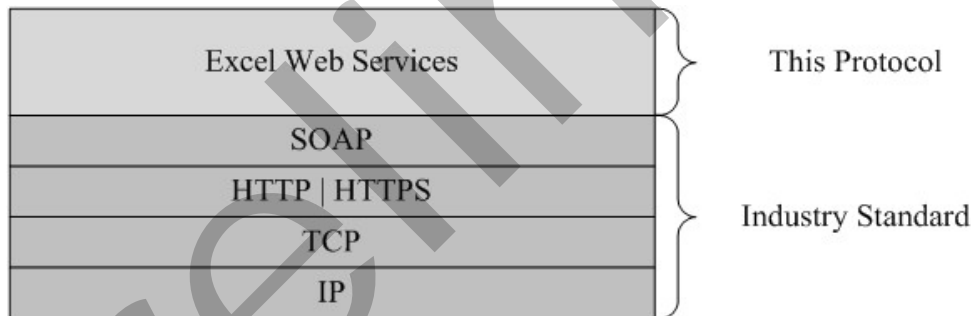 Excel Web Services
This Protocol
SOAP
HTTP | HTTPS
TCP
IP
Industry Standard